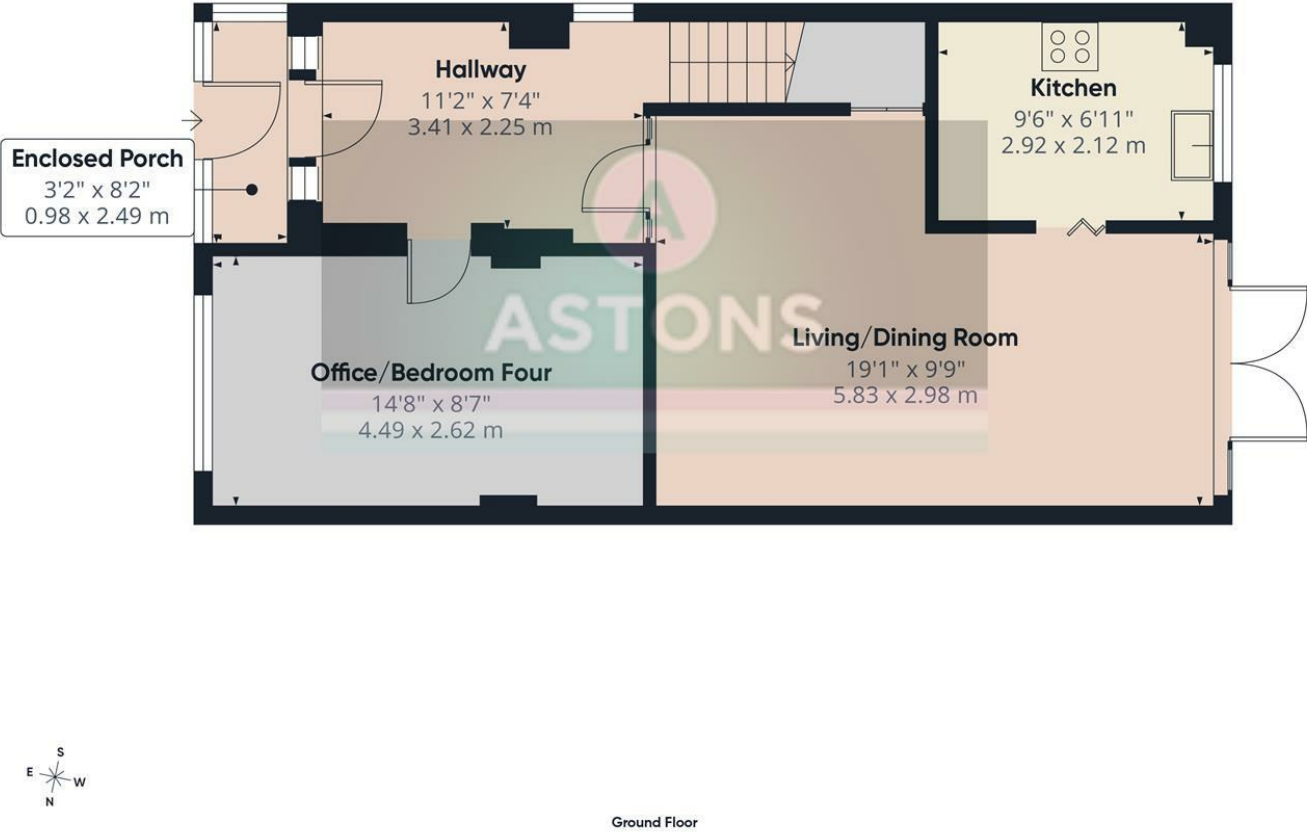 Hallway
11'2" x 7'4"
3.41 x 2.25 m
Kitchen
9'6" x 6'11"
2.92 x 2.12 m
Enclosed Porch
3'2" x 8'2"
0.98 x 2.49 m
A
ASTONS
Living/Dining Room
19'1" x 9'9"
5.83 x 2.98 m
Office/Bedroom Four
14'8" x 8'7"
4.49 x 2.62 m
S
E
W
N
Ground Floor